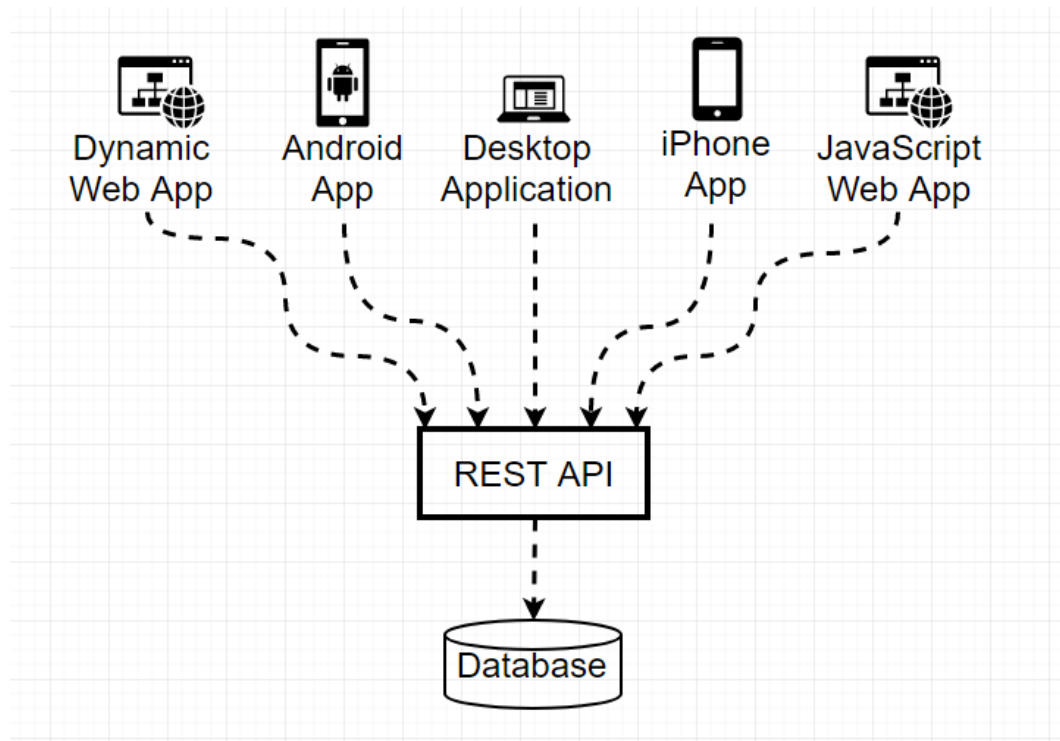 Dynamic
Web App
Android
App
Desktop
Application
iPhone
App
JavaScript
Web App
REST API
Database